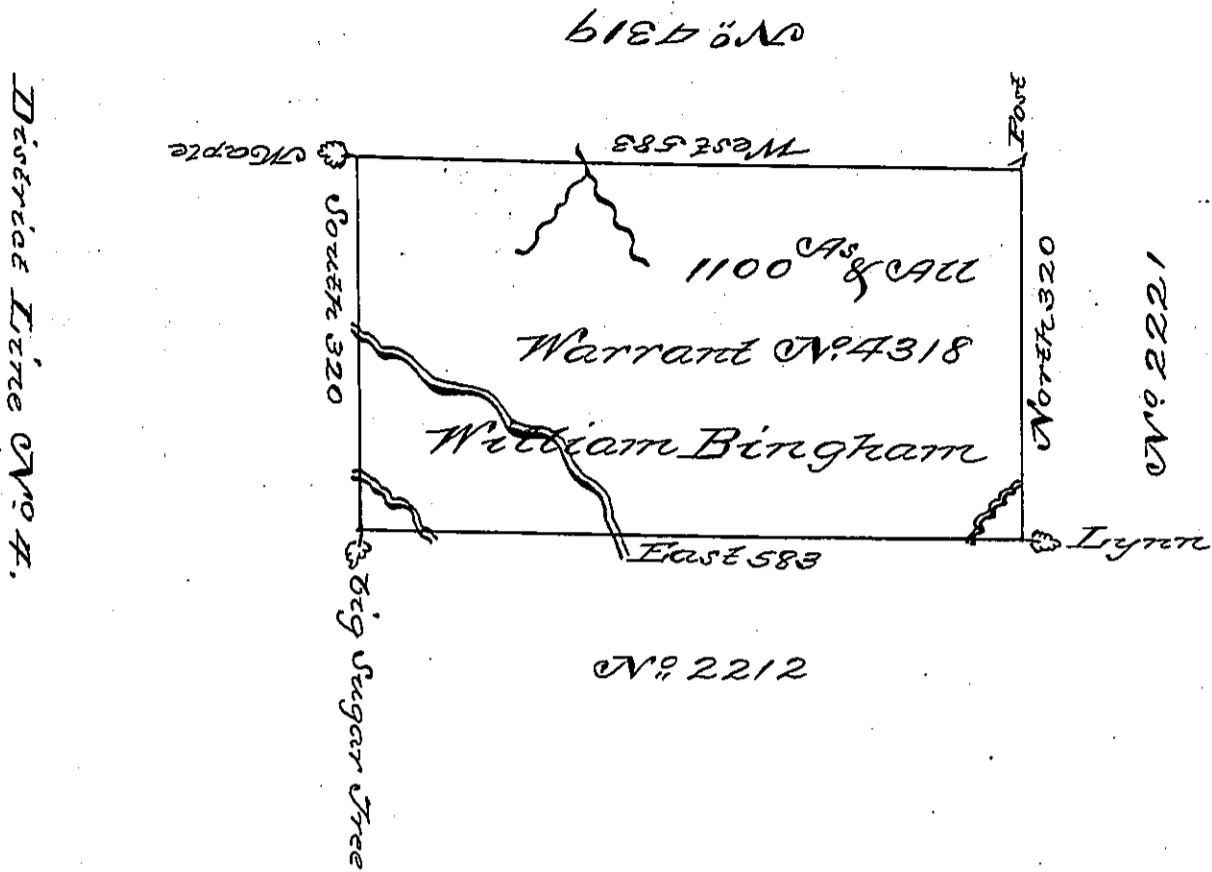 No. 4319
Post
West 583
Maple
District Line No. 4.
South 320
1100 As & All
North 320
No. 1222
Warrant No. 4318
William Bingham
Lynn
East 583
big Sugar Tree
No. 2212